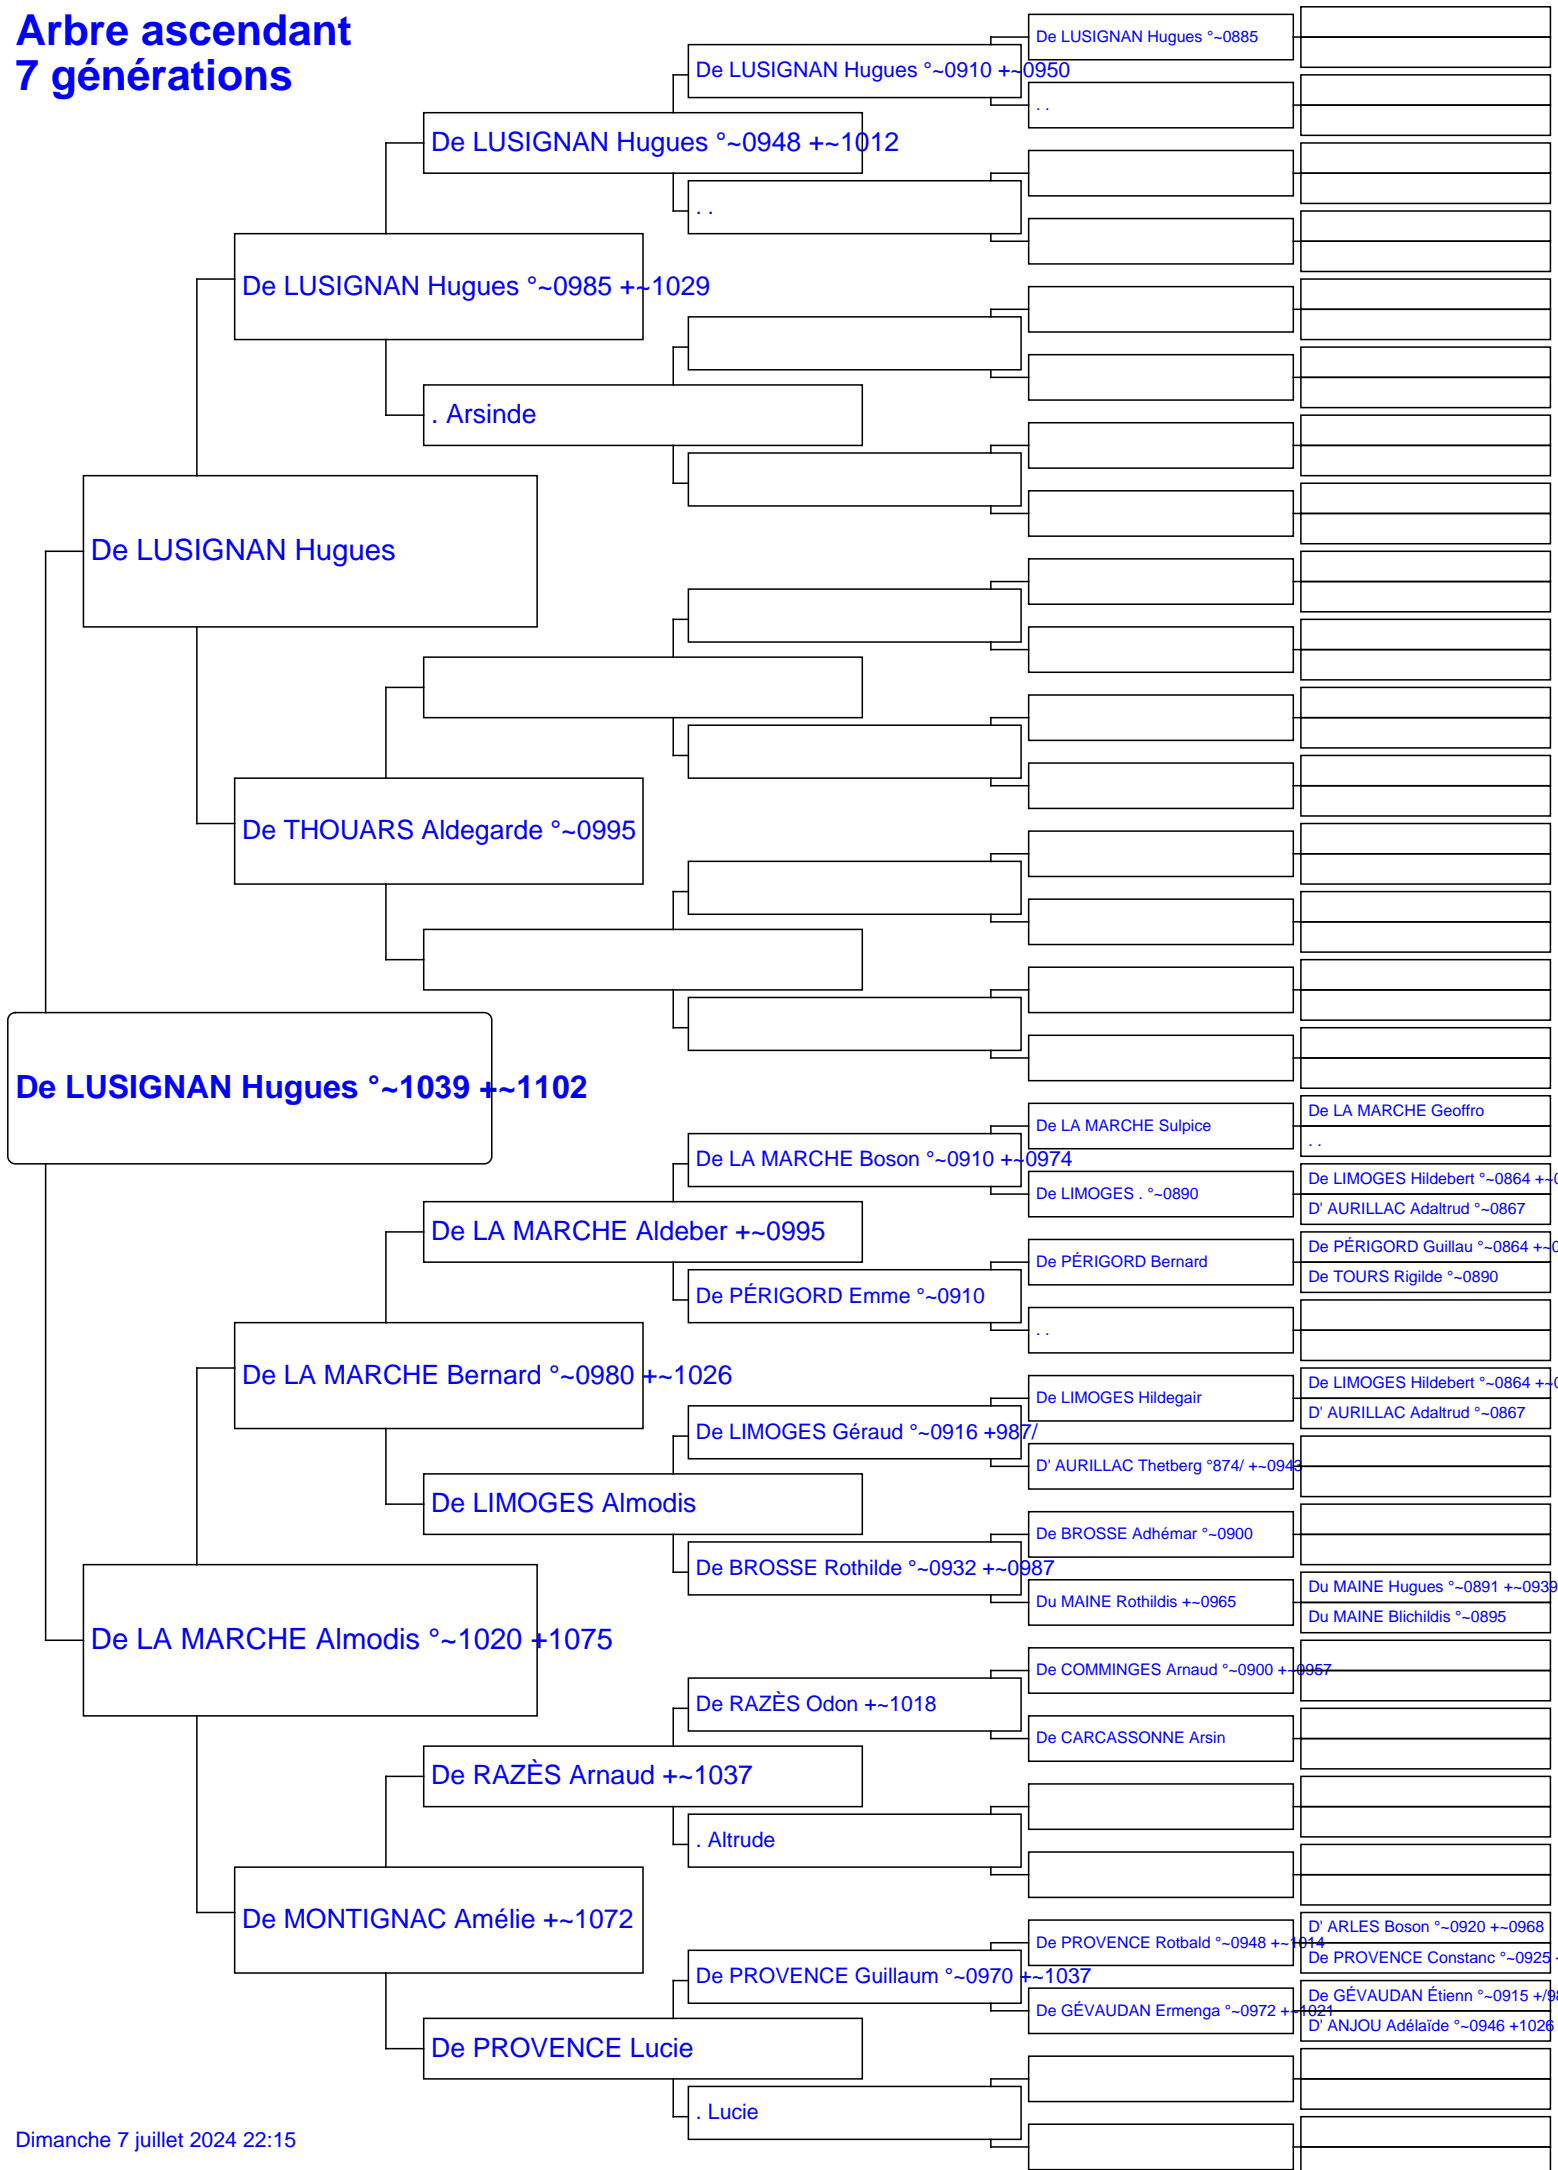 Arbre ascendant
7 générations
De LUSIGNAN Hugues °~0885
De LUSIGNAN Hugues °~0910 +~0950
. .
De LUSIGNAN Hugues °~0948 +~1012
. .
De LUSIGNAN Hugues °~0985 +~1029
. Arsinde
De LUSIGNAN Hugues
De THOUARS Aldegarde °~0995
De LUSIGNAN Hugues °~1039 +~1102
De LA MARCHE Geoffro
De LA MARCHE Sulpice
. .
De LA MARCHE Boson °~0910 +~0974
De LIMOGES Hildebert °~0864 +~0
De LIMOGES . °~0890
D' AURILLAC Adaltrud °~0867
De LA MARCHE Aldeber +~0995
De PÉRIGORD Guillau °~0864 +~0
De PÉRIGORD Bernard
De TOURS Rigilde °~0890
De PÉRIGORD Emme °~0910
. .
De LA MARCHE Bernard °~0980 +~1026
De LIMOGES Hildebert °~0864 +~0
De LIMOGES Hildegair
D' AURILLAC Adaltrud °~0867
De LIMOGES Géraud °~0916 +987/
D' AURILLAC Thetberg °874/ +~0943
De LIMOGES Almodis
De BROSSE Adhémar °~0900
De BROSSE Rothilde °~0932 +~0987
Du MAINE Hugues °~0891 +~0939
Du MAINE Rothildis +~0965
Du MAINE Blichildis °~0895
De LA MARCHE Almodis °~1020 +1075
De COMMINGES Arnaud °~0900 +~0957
De RAZÈS Odon +~1018
De CARCASSONNE Arsin
De RAZÈS Arnaud +~1037
. Altrude
De MONTIGNAC Amélie +~1072
D' ARLES Boson °~0920 +~0968
De PROVENCE Rotbald °~0948 +~1014
De PROVENCE Constanc °~0925 +
De PROVENCE Guillaum °~0970 +~1037
De GÉVAUDAN Étienn °~0915 +/98
De GÉVAUDAN Ermenga °~0972 +~1021
D' ANJOU Adélaïde °~0946 +1026
De PROVENCE Lucie
. Lucie
Dimanche 7 juillet 2024 22:15